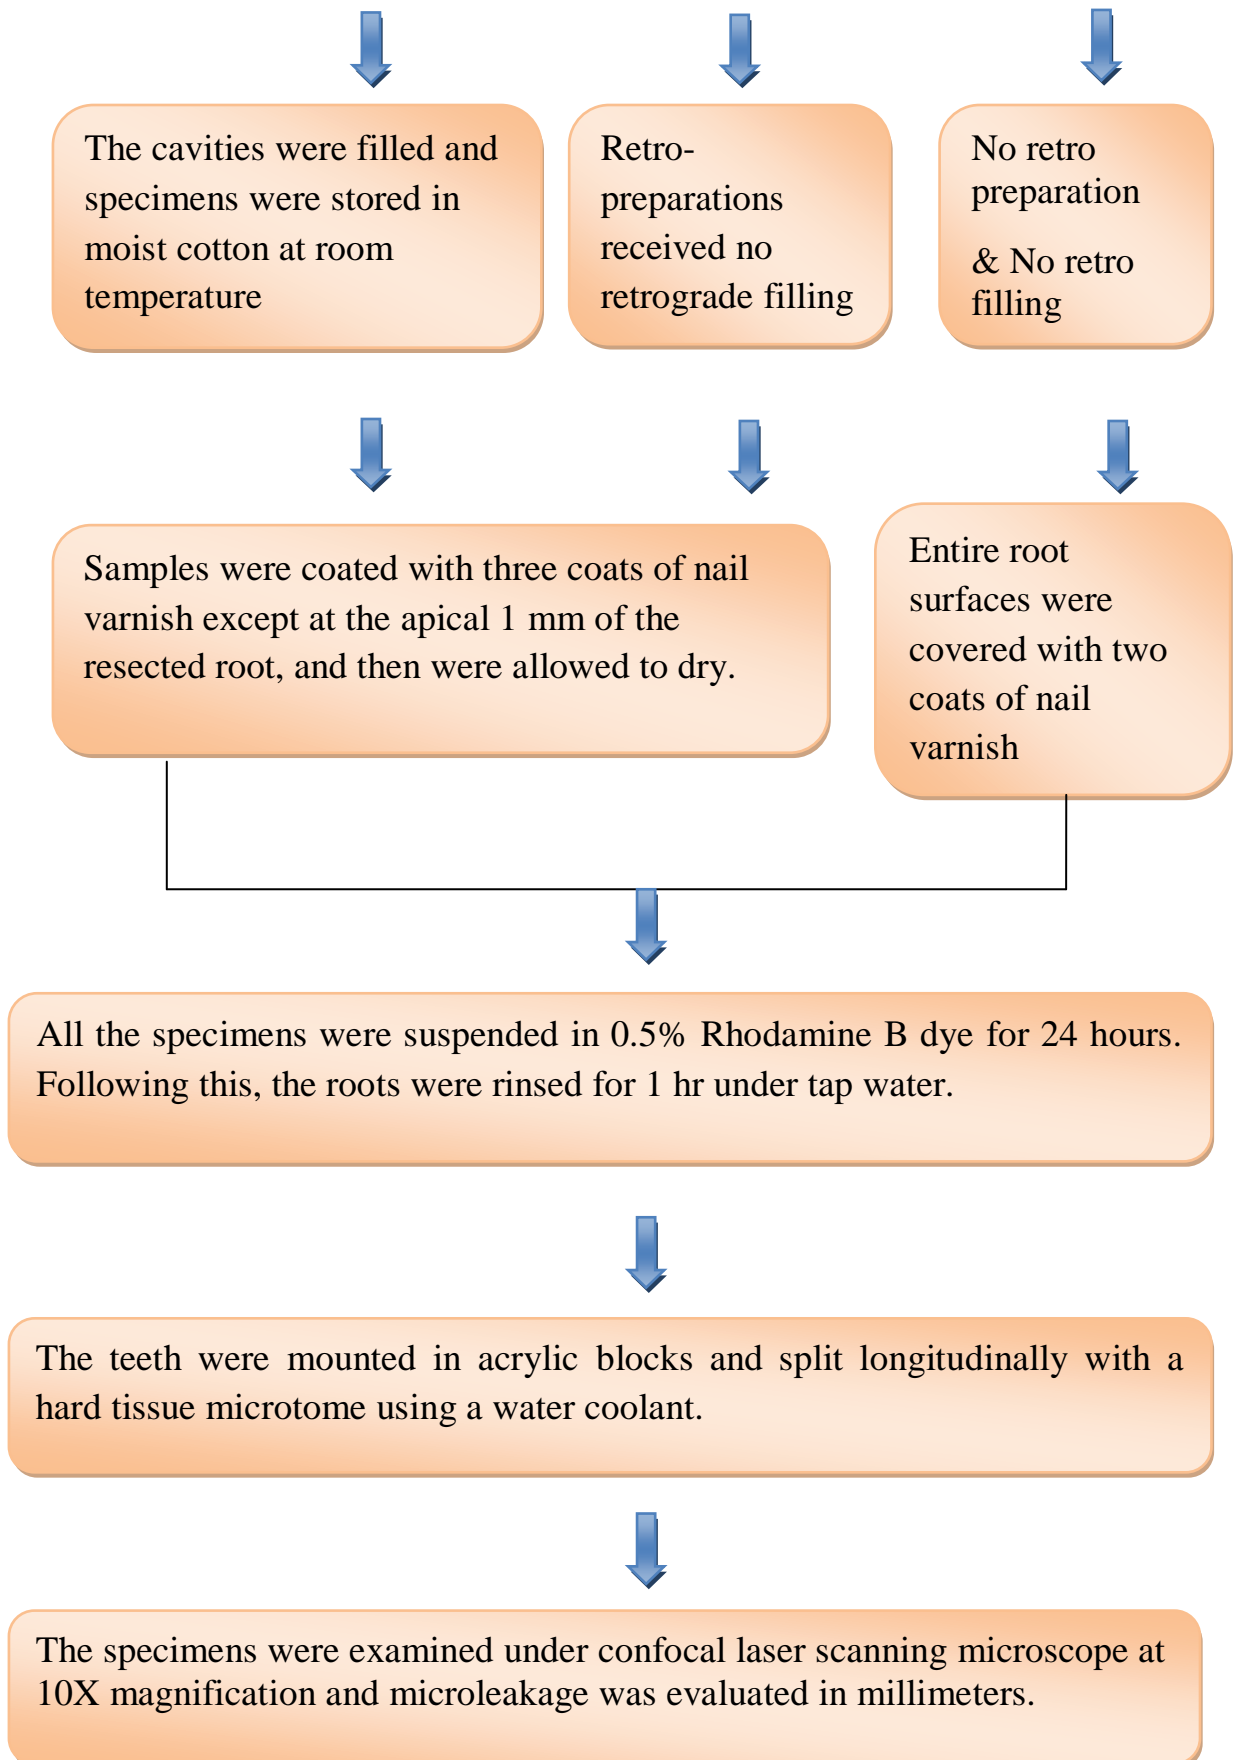 The cavities were filled and
specimens were stored in
moist cotton at room
temperature
Retro-
preparations
received no
retrograde filling
No retro
preparation
& No retro
filling
Samples were coated with three coats of nail
varnish except at the apical 1 mm of the
resected root, and then were allowed to dry.
Entire root
surfaces were
covered with two
coats of nail
varnish
All the specimens were suspended in 0.5% Rhodamine B dye for 24 hours.
Following this, the roots were rinsed for 1 hr under tap water.
The teeth were mounted in acrylic blocks and split longitudinally with a
hard tissue microtome using a water coolant.
The specimens were examined under confocal laser scanning microscope at
10X magnification and microleakage was evaluated in millimeters.